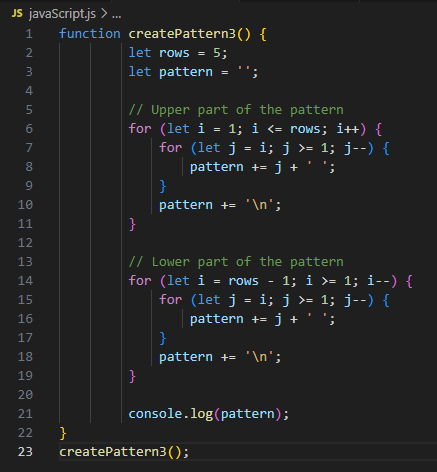 JS javaScript.js > ...
1 function createPattern3() {
2 let rows = 5;
3 let pattern = '';
4
5 // Upper part of the pattern
6 for (let i = 1; i <= rows; i++) {
7 for (let j = i; j >= 1; j--) {
8 pattern += j + ' ';
9 }
10 pattern += '\n';
11 }
12
13 // Lower part of the pattern
14 for (let i = rows - 1; i >= 1; i--) {
15 for (let j = i; j >= 1; j--) {
16 pattern += j + ' ';
17 }
18 pattern += '\n';
19 }
20
21 console.log(pattern);
22 }
23 createPattern3();